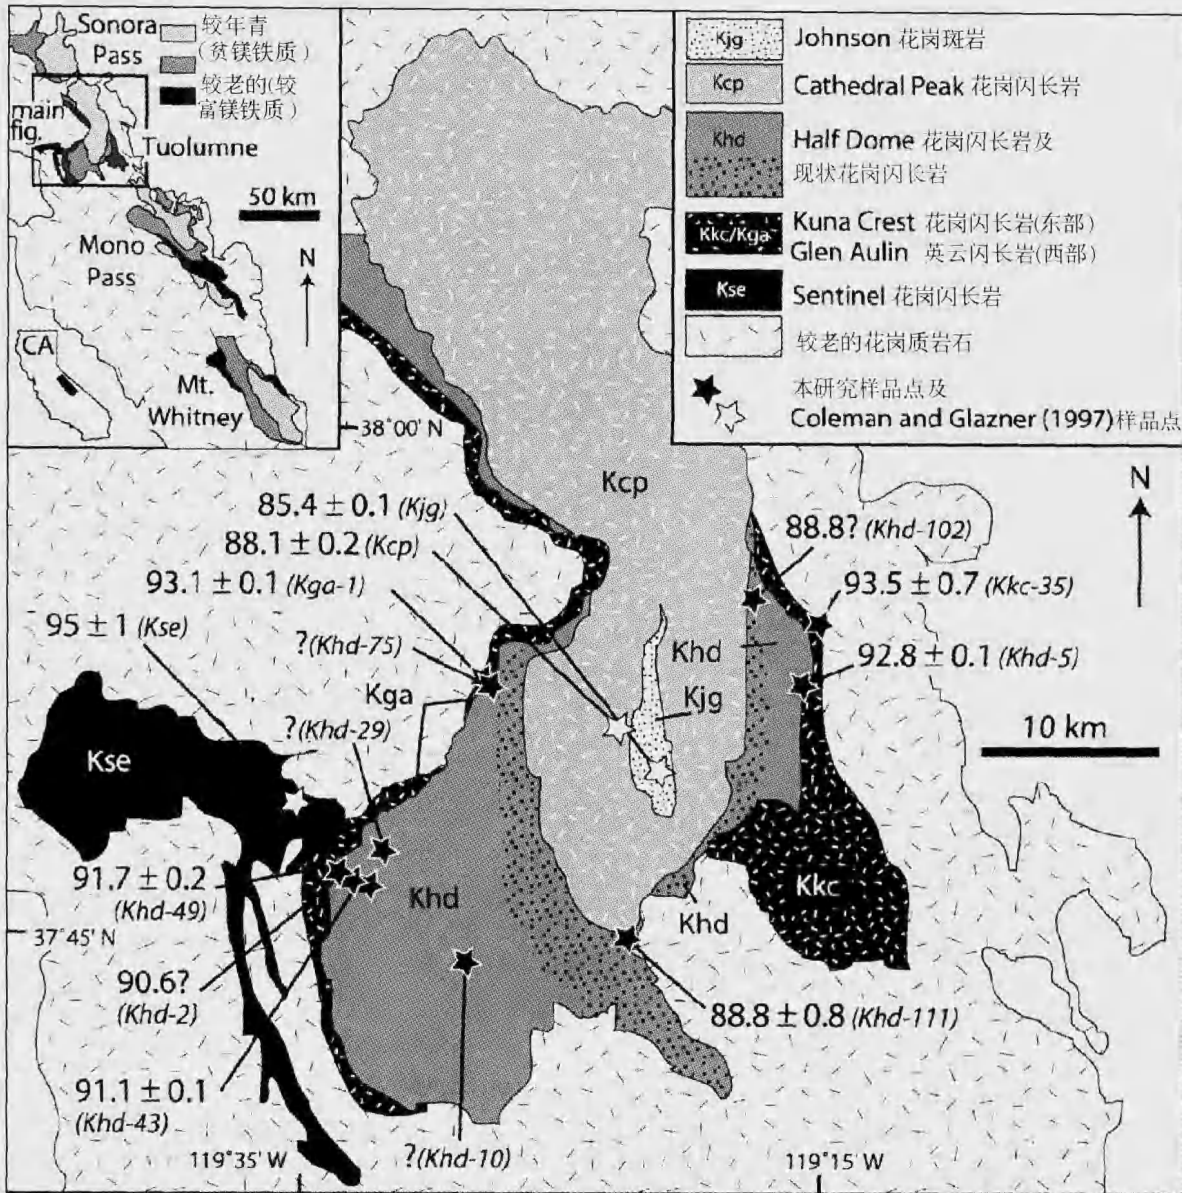 Sonora
Pass
较年青
(贫镁铁质)
较老的(较
富镁铁质)
main
fig.
Tuolumne
50 km
Mono
Pass
N
CA
Mt.
Whitney
Kjg
Johnson 花岗斑岩
Kcp
Cathedral Peak 花岗闪长岩
Khd
Half Dome 花岗闪长岩及
现状花岗闪长岩
Kkc/Kga
Kuna Crest 花岗闪长岩(东部)
Glen Aulin 英云闪长岩(西部)
Kse
Sentinel 花岗闪长岩
较老的花岗质岩石
本研究样品点及
Coleman and Glazner (1997)样品点
38°00' N
Kcp
N
85.4 ± 0.1 (Kjg)
88.1 ± 0.2 (Kcp)
93.1 ± 0.1 (Kga-1)
95 ± 1 (Kse)
?(Khd-75)
88.8? (Khd-102)
93.5 ± 0.7 (Kkc-35)
92.8 ± 0.1 (Khd-5)
Khd
Kjg
Kga
?(Khd-29)
10 km
Kse
91.7 ± 0.2
(Khd-49)
Khd
Kkc
Khd
37°45' N
90.6?
(Khd-2)
88.8 ± 0.8 (Khd-111)
91.1 ± 0.1
(Khd-43)
119°35' W
?(Khd-10)
119°15' W